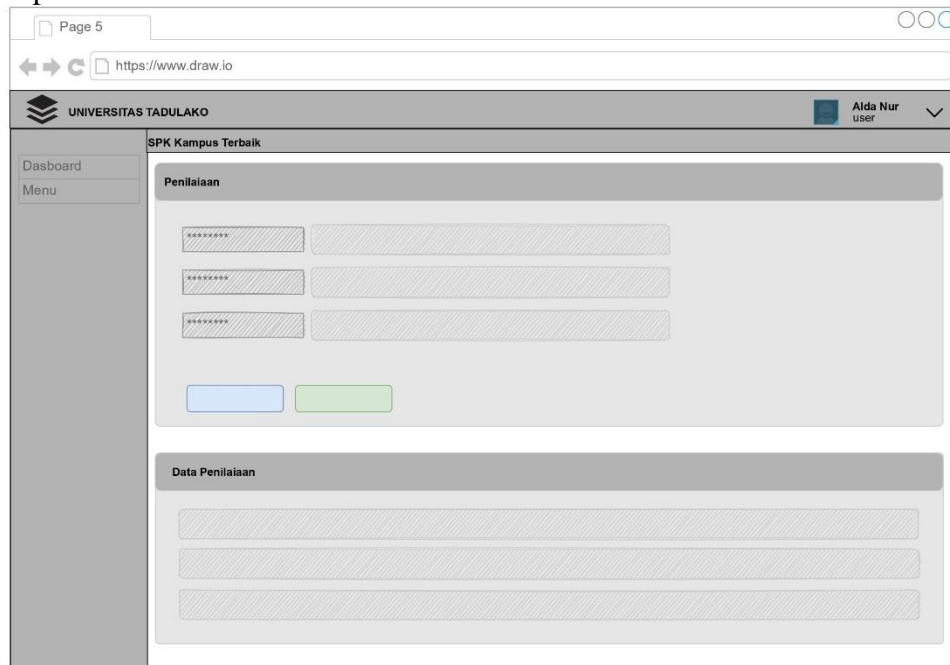 Page 5
https://www.draw.io
UNIVERSITAS TADULAKO
Alda Nur
user
SPK Kampus Terbaik
Dasboard
Menu
Penilaiaan
********
********
********
Data Penilaiaan